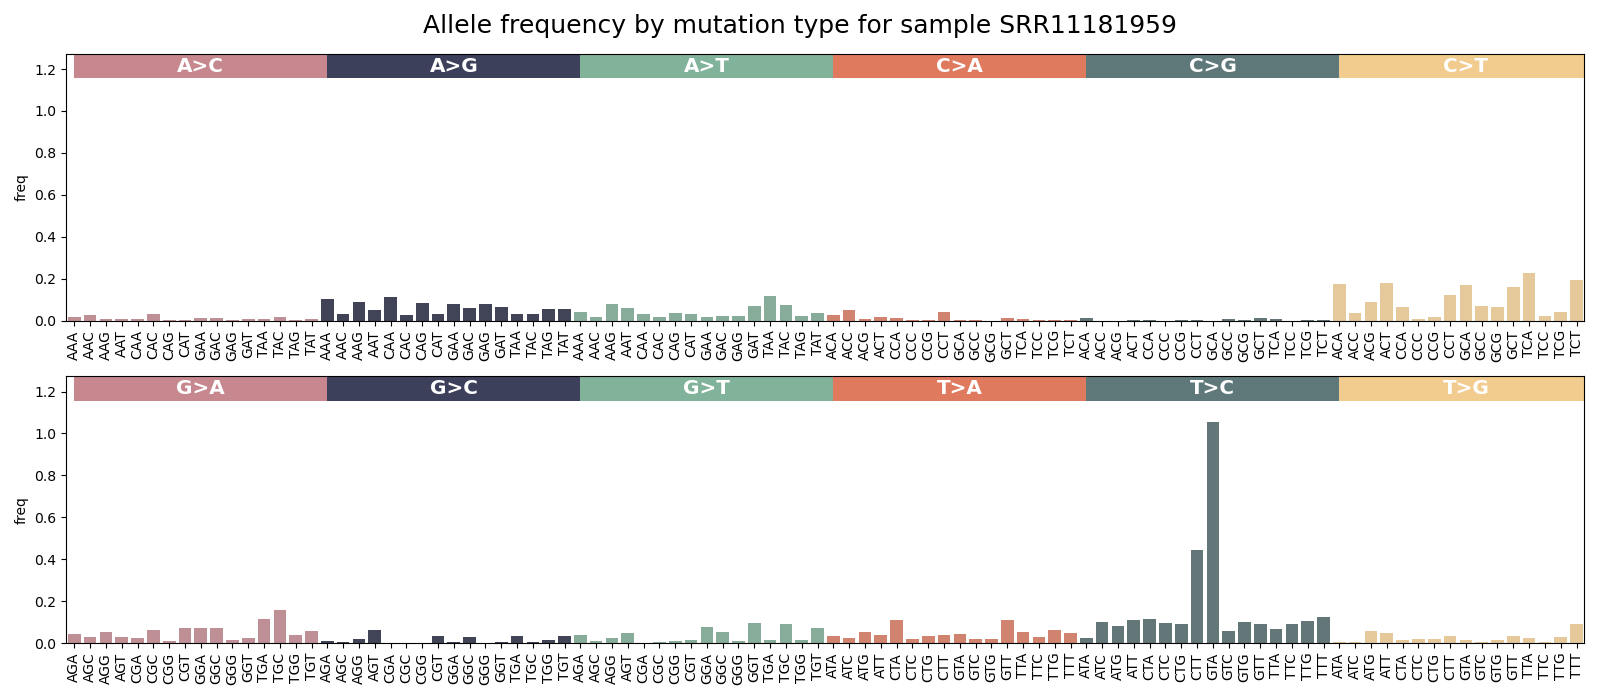 Allele frequency by mutation type for sample SRR11181959
A>C A>G A>T C>A C>G C>T
1.2
1.0
0.8
0.6
0.4
0.2
0.0
freq
AAA AAC AAG AAT CAA CAC CAG CAT GAA GAC GAG GAT TAA TAC TAG TAT AAA AAC AAG AAT CAA CAC CAG CAT GAA GAC GAG GAT TAA TAC TAG TAT AAA AAC AAG AAT CAA CAC CAG CAT GAA GAC GAG GAT TAA TAC TAG TAT ACA ACC ACG ACT CCA CCC CCG CCT GCA GCC GCG GCT TCA TCC TCG TCT ACA ACC ACG ACT CCA CCC CCG CCT GCA GCC GCG GCT TCA TCC TCG TCT ACA ACC ACG ACT CCA CCC CCG CCT GCA GCC GCG GCT TCA TCC TCG TCT
G>A G>C G>T T>A T>C T>G
1.2
1.0
0.8
0.6
0.4
0.2
0.0
freq
AGA AGC AGG AGT CGA CGC CGG CGT GGA GGC GGG GGT TGA TGC TGG TGT AGA AGC AGG AGT CGA CGC CGG CGT GGA GGC GGG GGT TGA TGC TGG TGT AGA AGC AGG AGT CGA CGC CGG CGT GGA GGC GGG GGT TGA TGC TGG TGT ATA ATC ATG ATT CTA CTC CTG CTT GTA GTC GTG GTT TTA TTC TTG TTT ATA ATC ATG ATT CTA CTC CTG CTT GTA GTC GTG GTT TTA TTC TTG TTT ATA ATC ATG ATT CTA CTC CTG CTT GTA GTC GTG GTT TTA TTC TTG TTT